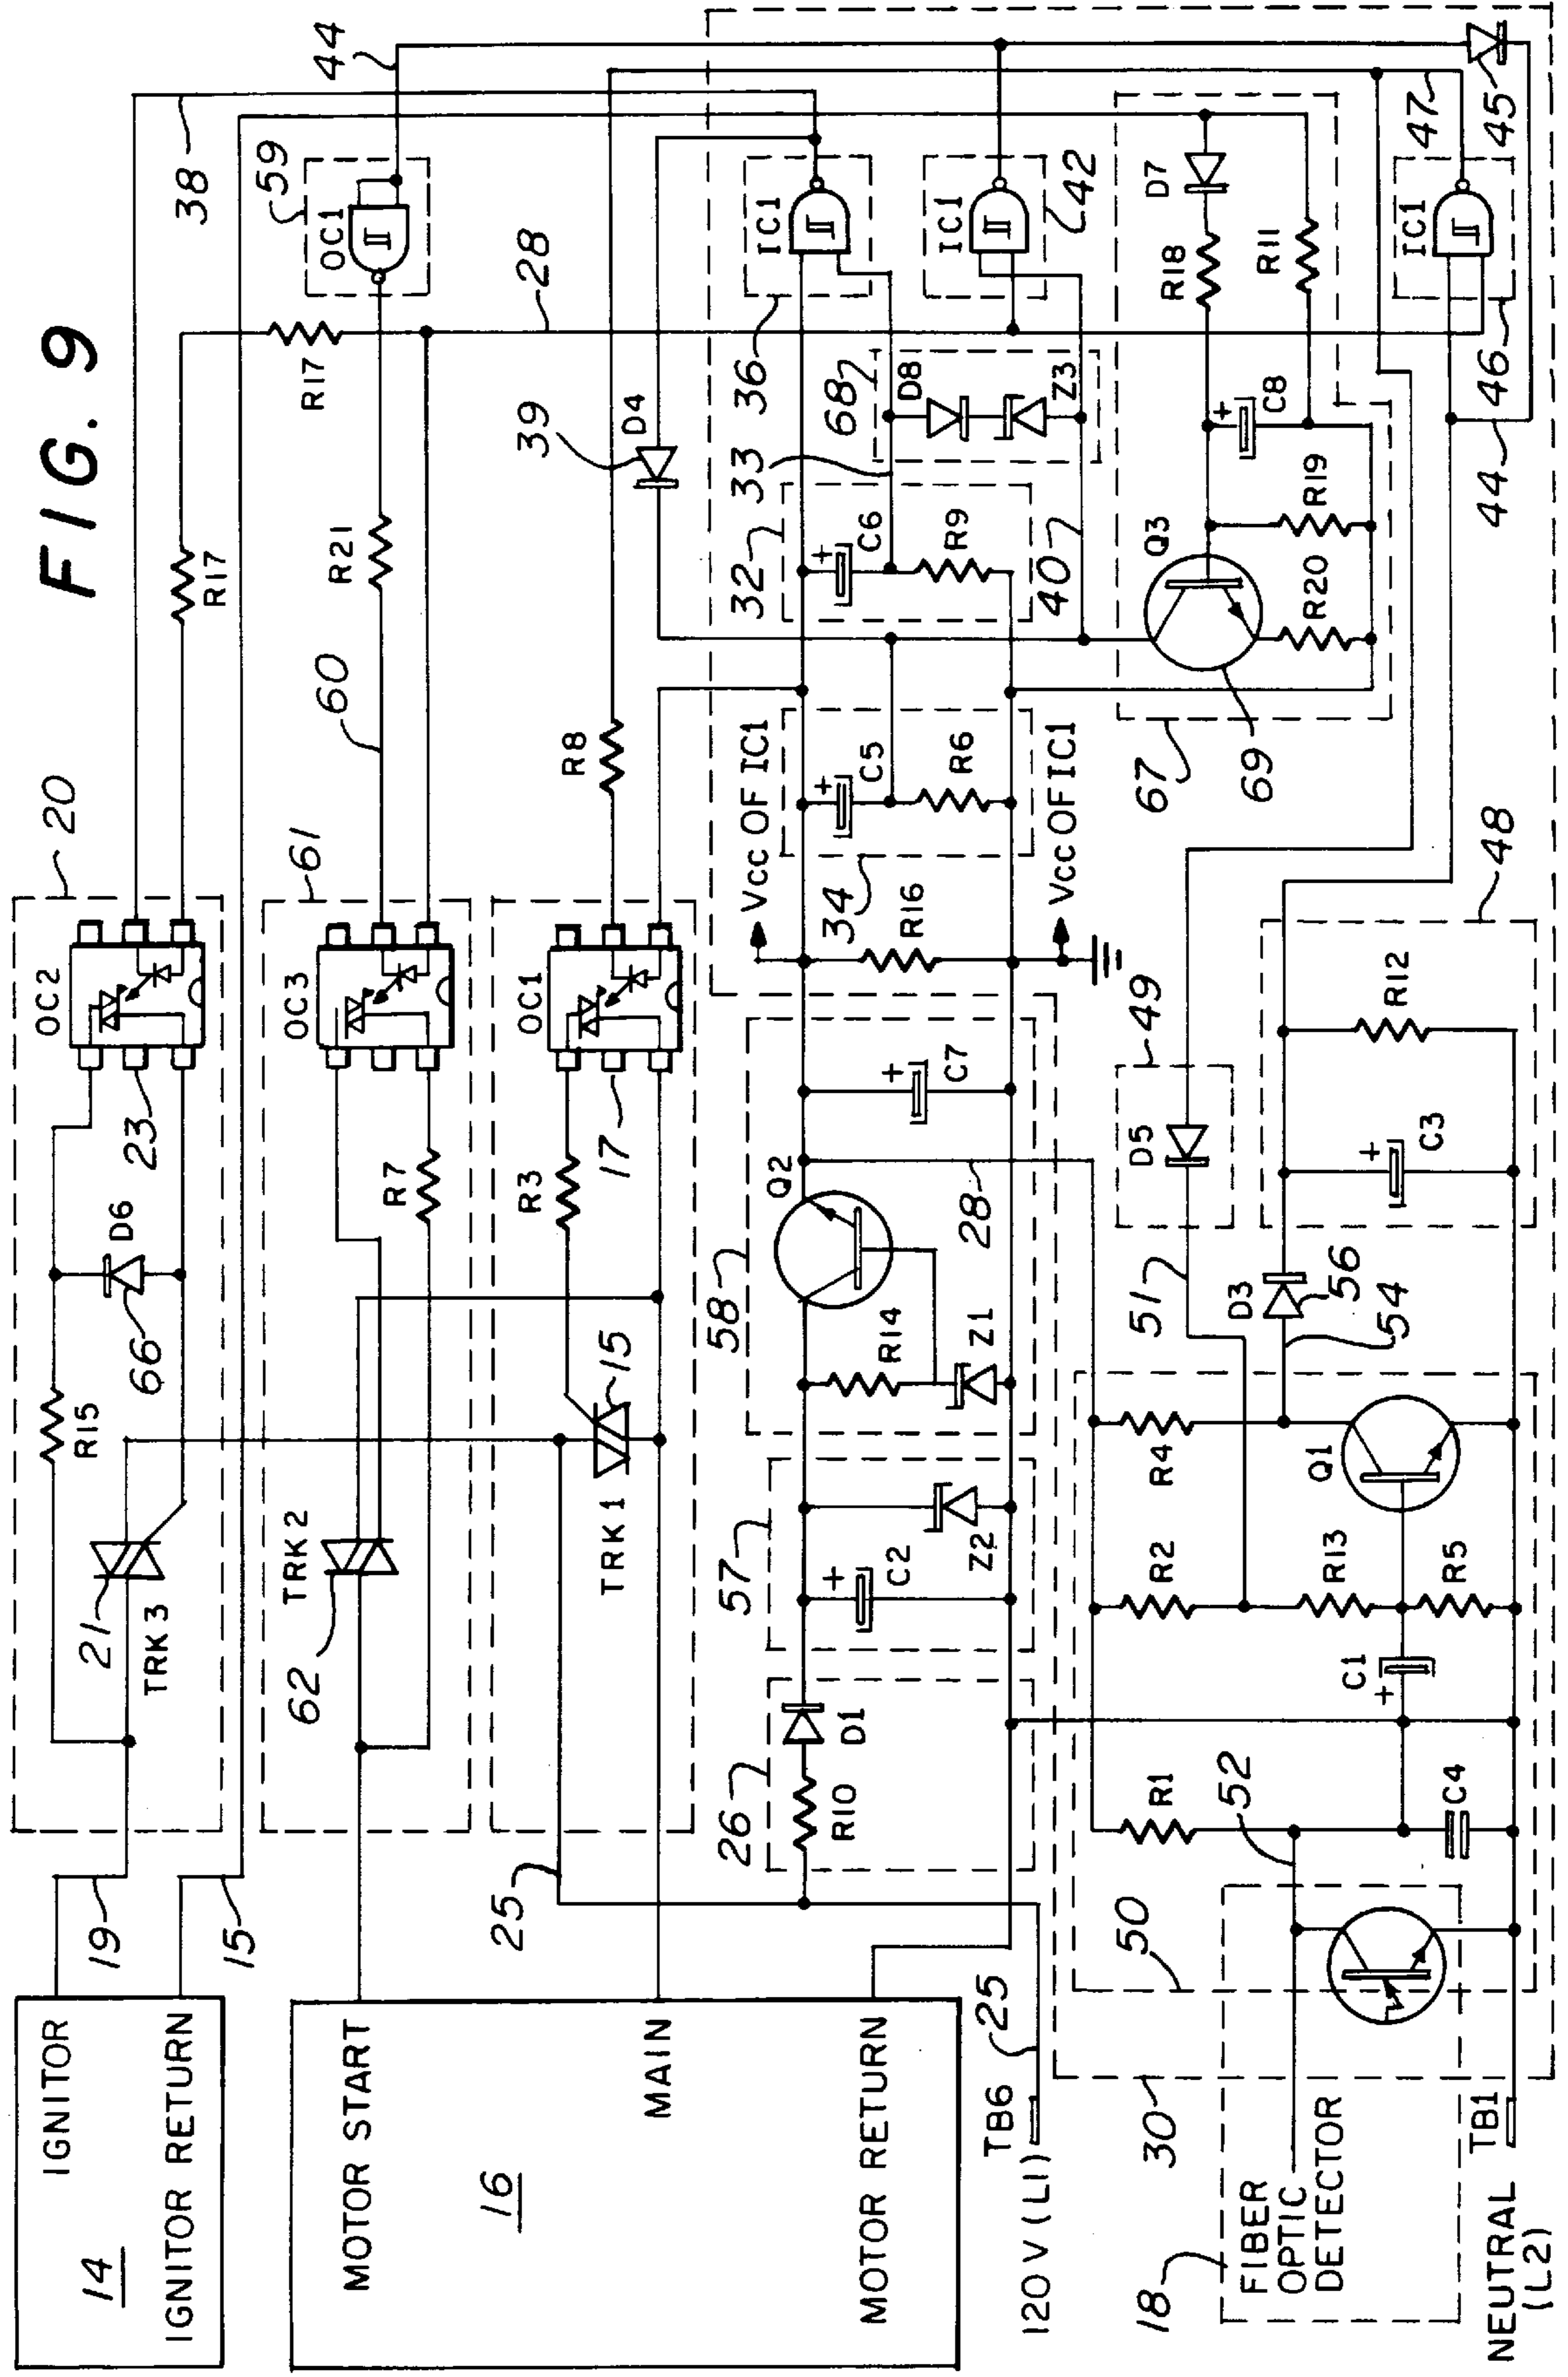 FIG. 9
IGNITOR
IGNITOR RETURN
14
19
15
20
OC2
23
D6
66
R15
21
TRK3
R17
R17
38
44
59
OC1
28
R21
60
61
OC3
R7
TRK2
62
MOTOR START
MAIN
MOTOR RETURN
16
OC1
17
R3
15
TRK1
R8
D4
39
25
TB6
25
120V (L1)
26
R10
D1
57
C2
Z2
58
Q2
R14
Z1
C7
28
Vcc OF IC1
Vcc OF IC1
R16
34
C5
R6
32
C6
R9
33
40
68
D8
Z3
36
IC1
IC1
42
D7
R18
R11
C8
Q3
R19
R20
67
69
IC1
46
47
45
44
48
49
D5
51
R12
C3
D3
56
54
R4
Q1
R2
R13
R5
C1
+
R1
52
C4
50
30
18
FIBER
OPTIC
DETECTOR
TB1
NEUTRAL
(L2)